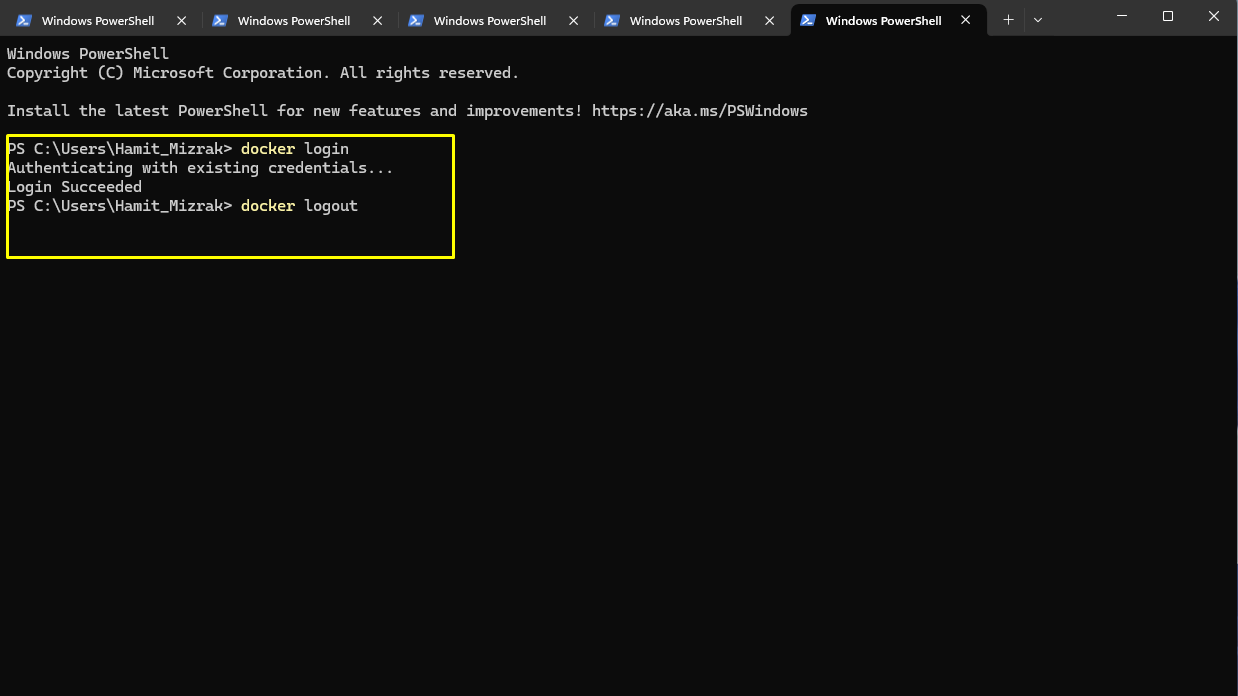 Windows PowerShell
Windows PowerShell
Windows PowerShell
Windows PowerShell
Windows PowerShell
Windows PowerShell
Copyright (C) Microsoft Corporation. All rights reserved.
Install the latest PowerShell for new features and improvements! https://aka.ms/PSWindows
PS C:\Users\Hamit_Mizrak> docker login
Authenticating with existing credentials...
Login Succeeded
PS C:\Users\Hamit_Mizrak> docker logout